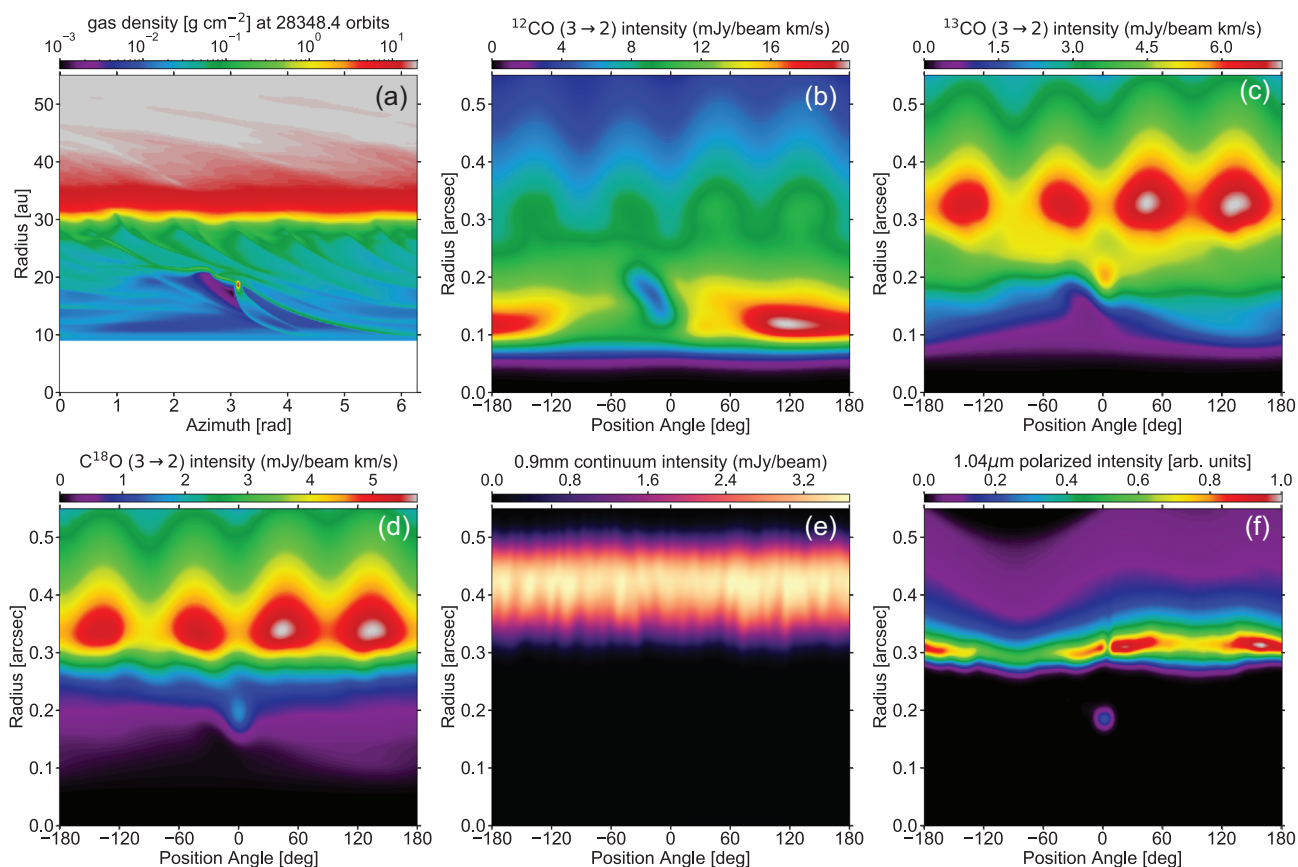 gas density [g cm⁻²] at 28348.4 orbits
10⁻³ 10⁻² 10⁻¹ 10⁰ 10¹
(a)
50
40
30
20
10
0
Radius [au]
0 1 2 3 4 5 6
Azimuth [rad]
¹²CO (3 → 2) intensity (mJy/beam km/s)
0 4 8 12 16 20
(b)
0.5
0.4
0.3
0.2
0.1
0.0
Radius [arcsec]
−180 −120 −60 0 60 120 180
Position Angle [deg]
¹³CO (3 → 2) intensity (mJy/beam km/s)
0.0 1.5 3.0 4.5 6.0
(c)
0.5
0.4
0.3
0.2
0.1
0.0
Radius [arcsec]
−180 −120 −60 0 60 120 180
Position Angle [deg]
C¹⁸O (3 → 2) intensity (mJy/beam km/s)
0 1 2 3 4 5
(d)
0.5
0.4
0.3
0.2
0.1
0.0
Radius [arcsec]
−180 −120 −60 0 60 120 180
Position Angle [deg]
0.9mm continuum intensity (mJy/beam)
0.0 0.8 1.6 2.4 3.2
(e)
0.5
0.4
0.3
0.2
0.1
0.0
Radius [arcsec]
−180 −120 −60 0 60 120 180
Position Angle [deg]
1.04μm polarized intensity [arb. units]
0.0 0.2 0.4 0.6 0.8 1.0
(f)
0.5
0.4
0.3
0.2
0.1
0.0
Radius [arcsec]
−180 −120 −60 0 60 120 180
Position Angle [deg]